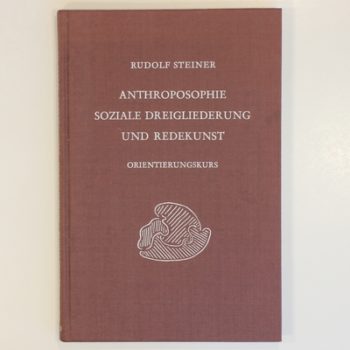 RUDOLF STEINER
ANTHROPOSOPHIE
SOZIALE DREIGLIEDERUNG
UND REDEKUNST
ORIENTIERUNGSKURS